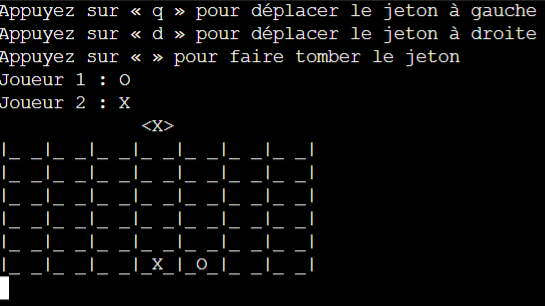 Appuyez sur « q » pour déplacer le jeton à gauche
Appuyez sur « d » pour déplacer le jeton à droite
Appuyez sur «   » pour faire tomber le jeton
Joueur 1 : O
Joueur 2 : X
<X>
|_ _|_ _|_ _|_ _|_ _|_ _|_ _|
|_ _|_ _|_ _|_ _|_ _|_ _|_ _|
|_ _|_ _|_ _|_ _|_ _|_ _|_ _|
|_ _|_ _|_ _|_ _|_ _|_ _|_ _|
|_ _|_ _|_ _|_ _|_ _|_ _|_ _|
|_ _|_ _|_ _|_X_|_O_|_ _|_ _|